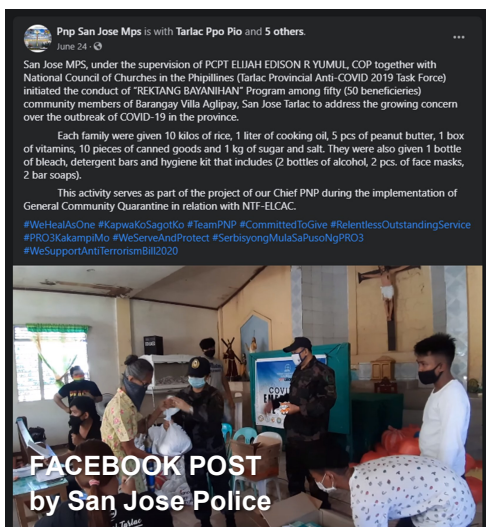 Pnp San Jose Mps is with Tarlac Ppo Pio and 5 others.
June 24
San Jose MPS, under the supervision of PCPT ELIJAH EDISON R YUMUL, COP together with
National Council of Churches in the Phipillines (Tarlac Provincial Anti-COVID 2019 Task Force)
initiated the conduct of "REKTANG BAYANIHAN" Program among fifty (50 beneficieries)
community members of Barangay Villa Aglipay, San Jose Tarlac to address the growing concern
over the outbreak of COVID-19 in the province.
Each family were given 10 kilos of rice, 1 liter of cooking oil, 5 pcs of peanut butter, 1 box
of vitamins, 10 pieces of canned goods and 1 kg of sugar and salt. They were also given 1 bottle
of bleach, detergent bars and hygiene kit that includes (2 bottles of alcohol, 2 pcs. of face masks,
2 bar soaps).
This activity serves as part of the project of our Chief PNP during the implementation of
General Community Quarantine in relation with NTF-ELCAC.
#WeHealAsOne #KapwaKoSagotKo #TeamPNP #CommittedToGive #RelentlessOutstandingService
#PRO3KakampiMo #WeServeAndProtect #SerbisyongMulaSaPusoNgPRO3
#WeSupportAntiTerrorismBill2020
PEACE
COVID
FACEBOOK POST
by San Jose Police
Tarlac